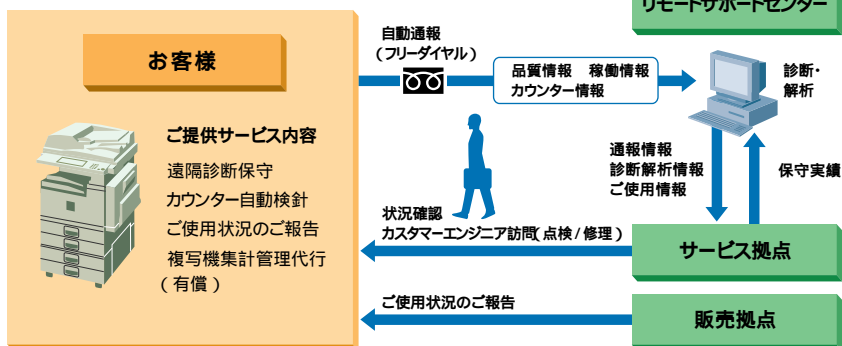 リモートサポートセンター
お客様
自動通報
(フリーダイヤル)
品質情報 稼働情報
カウンター情報
診断・
解析
ご提供サービス内容
遠隔診断保守
カウンター自動検針
ご使用状況のご報告
複写機集計管理代行
(有償)
通報情報
診断解析情報
ご使用情報
保守実績
状況確認
カスタマーエンジニア訪問(点検/修理)
サービス拠点
ご使用状況のご報告
販売拠点